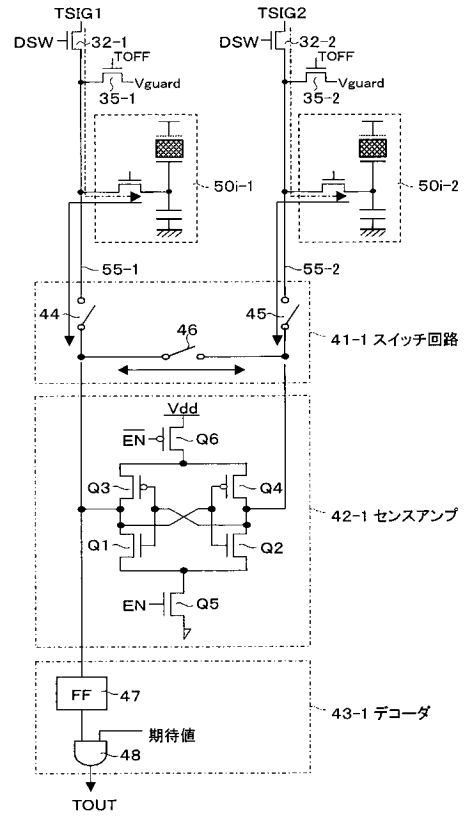 TSIG1 TSIG2
DSW 32-1 DSW 32-2
TOFF TOFF
Vguard Vguard
35-1 35-2
50i-1 50i-2
55-1 55-2
44 46 45
41-1 スイッチ回路
Vdd
EN Q6
Q3 Q4
42-1 センスアンプ
Q1 Q2
EN Q5
FF 47
43-1 デコーダ
期待値
48
TOUT